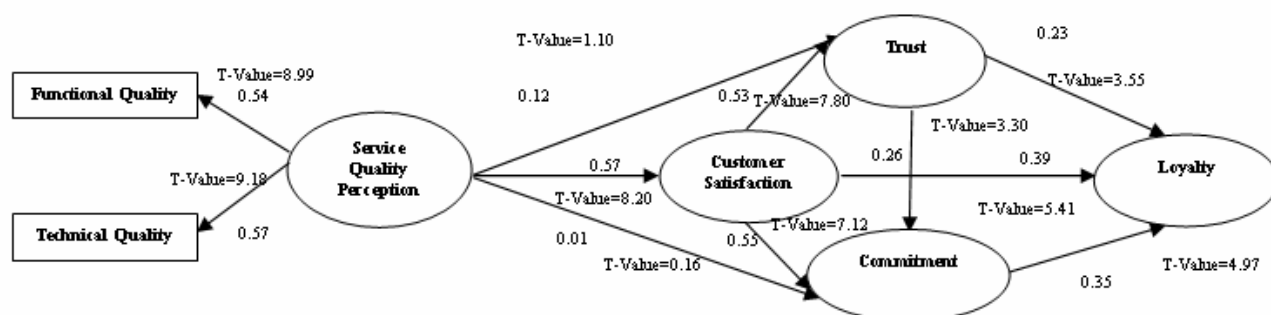 T-Value=1.10
Trust
0.23
T-Value=8.99
Functional Quality
0.54
0.12
0.53
T-Value=7.80
T-Value=3.55
T-Value=3.30
Service
Quality
Perception
0.57
Customer
Satisfaction
0.26
0.39
Loyalty
T-Value=9.18
T-Value=8.20
T-Value=5.41
Technical Quality
0.57
0.01
0.55
T-Value=7.12
T-Value=0.16
Commitment
0.35
T-Value=4.97